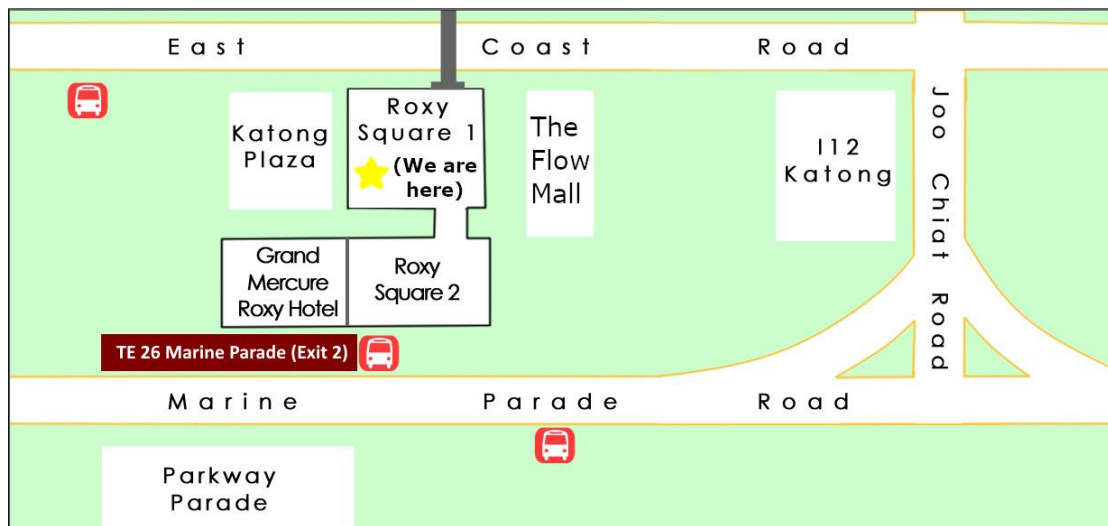 East Coast Road
Katong
Plaza
Roxy
Square 1
(We are
here)
The
Flow
Mall
I12
Katong
Joo Chiat Road
Grand
Mercure
Roxy Hotel
Roxy
Square 2
TE 26 Marine Parade (Exit 2)
Marine Parade Road
Parkway
Parade